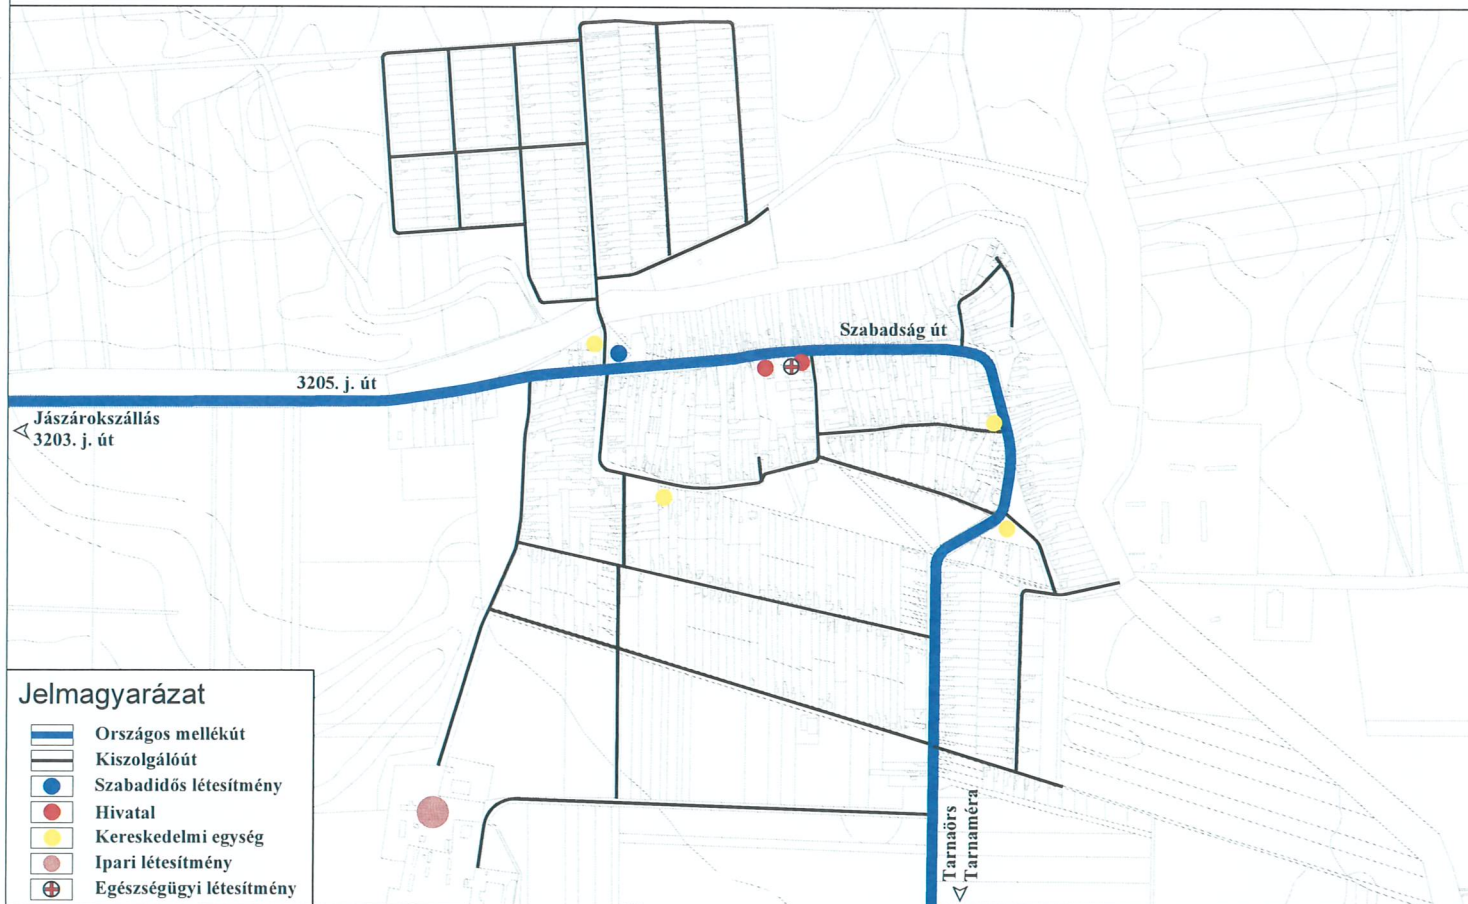 Szabadság út
3205. j. út
Jászárokszállás
3203. j. út
Tarnaörs
Tarnaméra
Jelmagyarázat
Országos mellékút
Kiszolgálóút
Szabadidős létesítmény
Hivatal
Kereskedelmi egység
Ipari létesítmény
Egészségügyi létesítmény